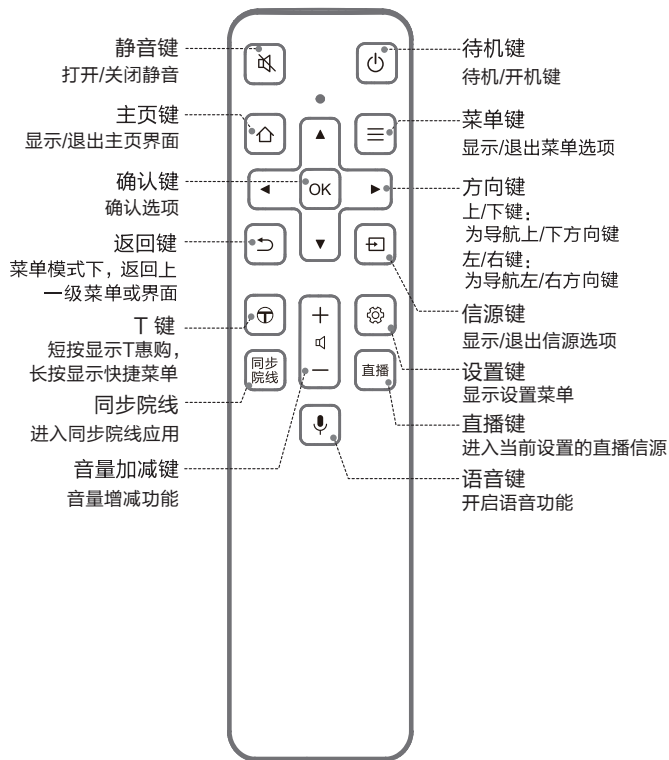 静音键
打开/关闭静音
主页键
显示/退出主页界面
确认键
确认选项
返回键
菜单模式下，返回上
一级菜单或界面
T 键
短按显示T惠购，
长按显示快捷菜单
同步院线
进入同步院线应用
音量加减键
音量增减功能
OK
同步
院线
直播
待机键
待机/开机键
菜单键
显示/退出菜单选项
方向键
上/下键：
为导航上/下方向键
左/右键：
为导航左/右方向键
信源键
显示/退出信源选项
设置键
显示设置菜单
直播键
进入当前设置的直播信源
语音键
开启语音功能